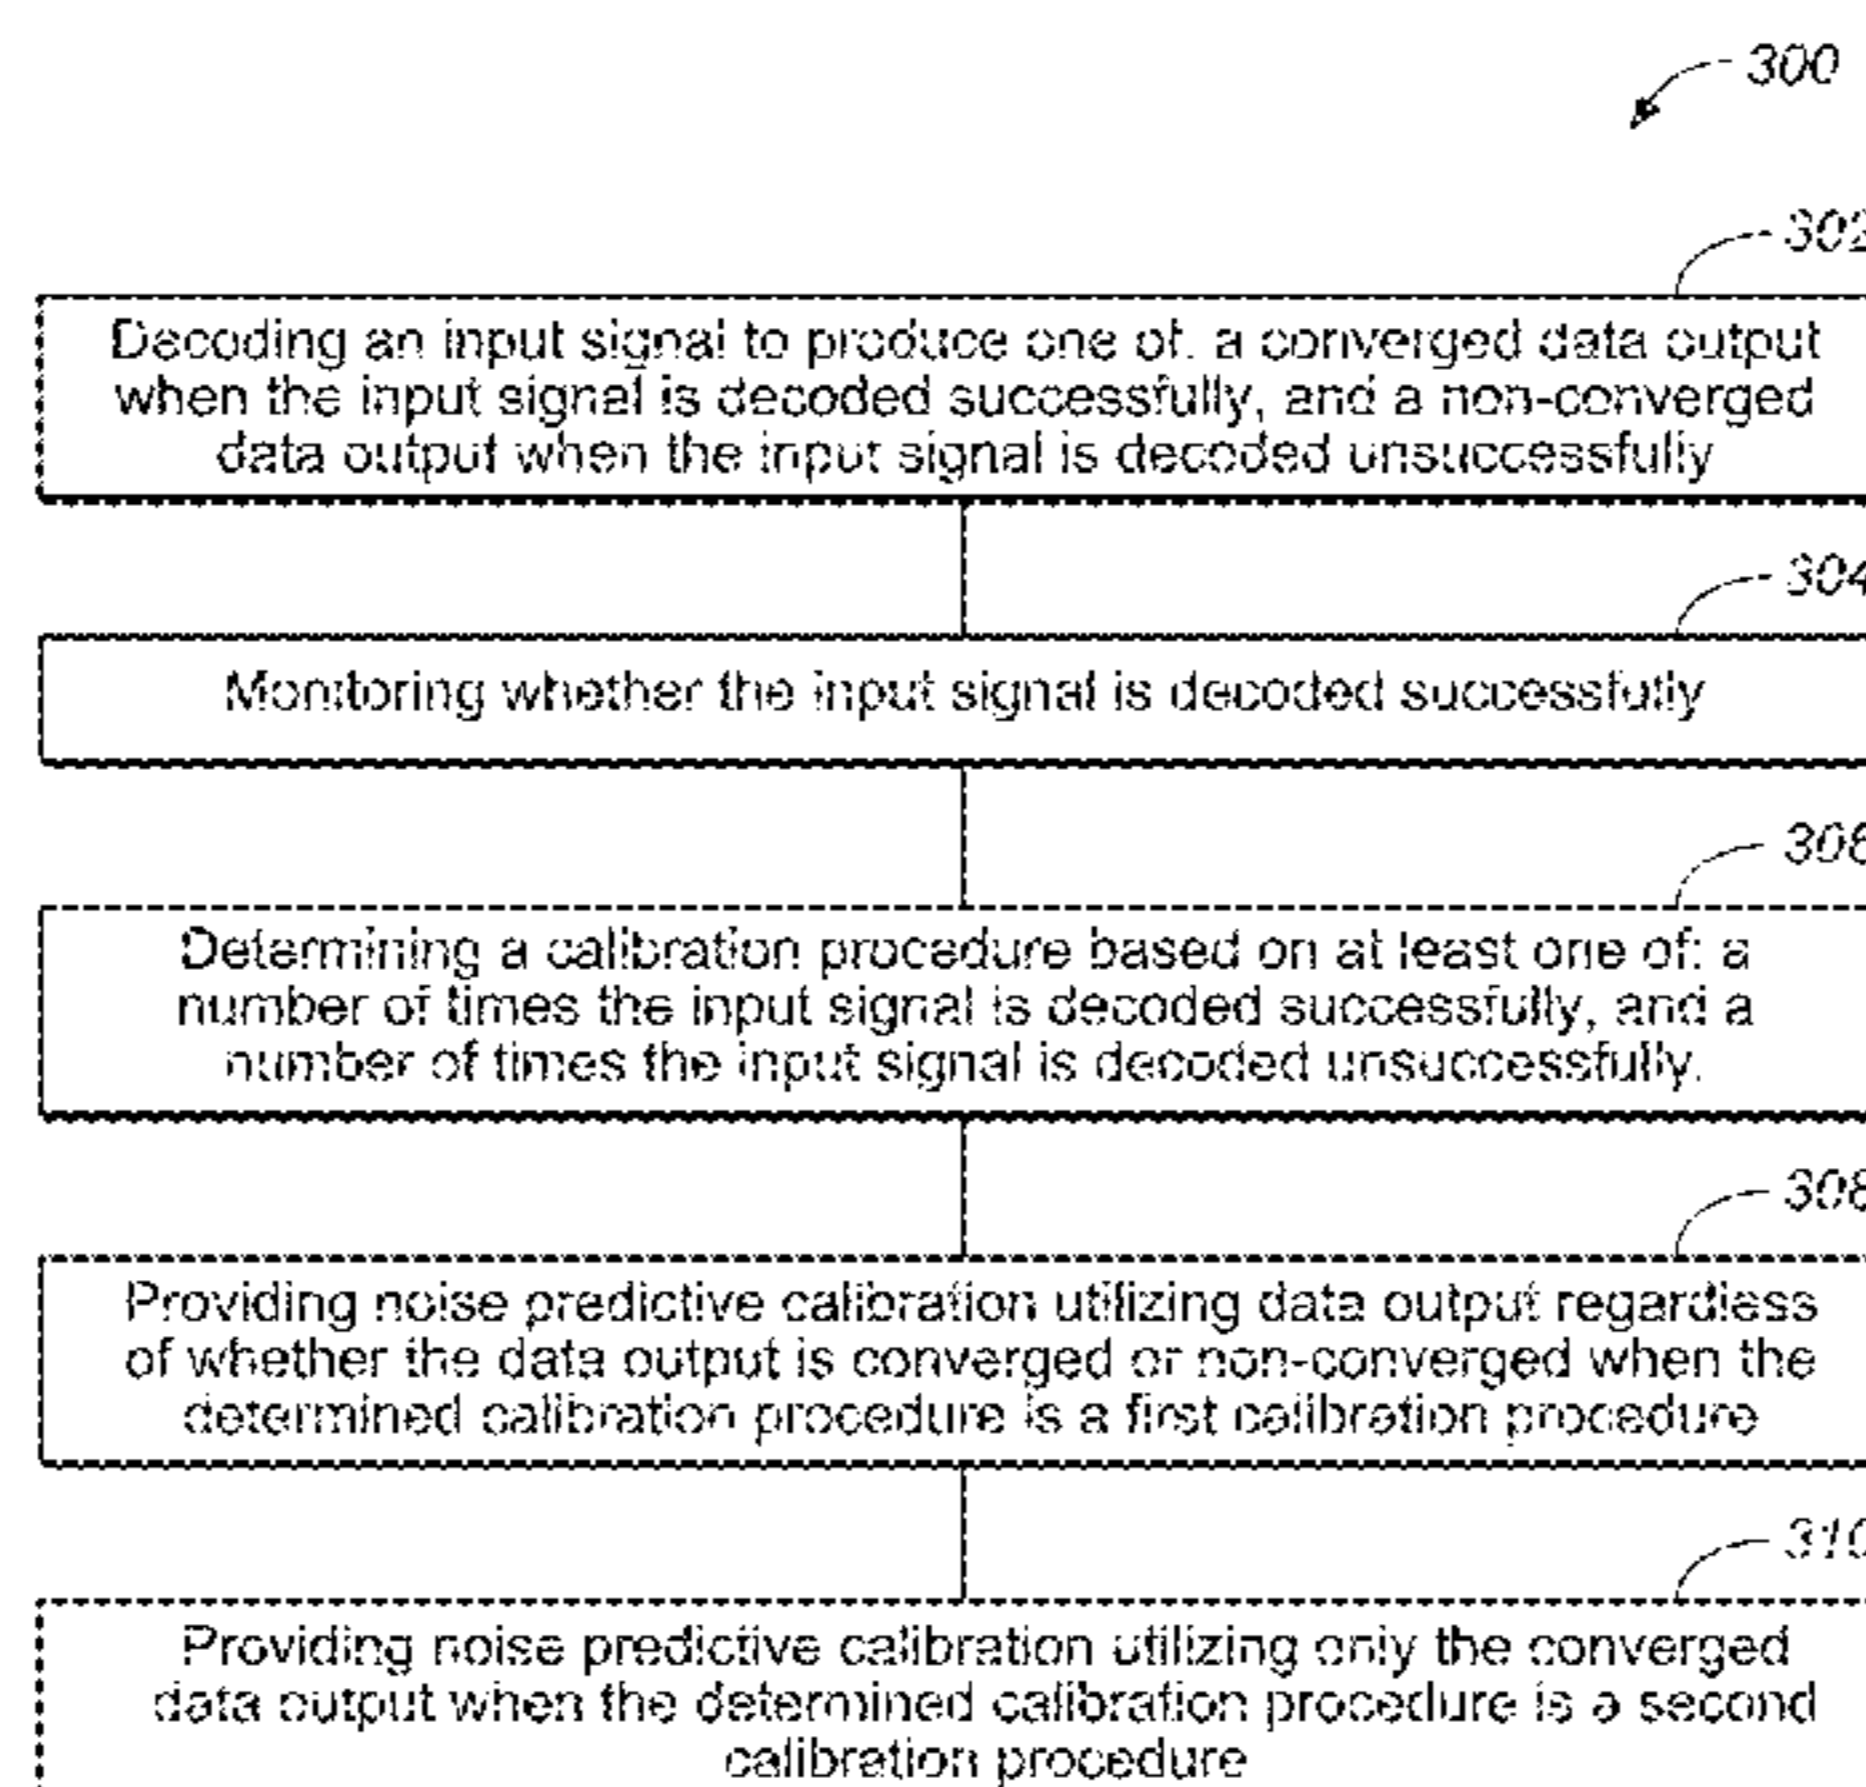 300
302
Decoding an input signal to produce one of: a converged data output
when the input signal is decoded successfully, and a non-converged
data output when the input signal is decoded unsuccessfully
304
Monitoring whether the input signal is decoded successfully
306
Determining a calibration procedure based on at least one of: a
number of times the input signal is decoded successfully, and a
number of times the input signal is decoded unsuccessfully.
308
Providing noise predictive calibration utilizing data output regardless
of whether the data output is converged or non-converged when the
determined calibration procedure is a first calibration procedure
310
Providing noise predictive calibration utilizing only the converged
data output when the determined calibration procedure is a second
calibration procedure